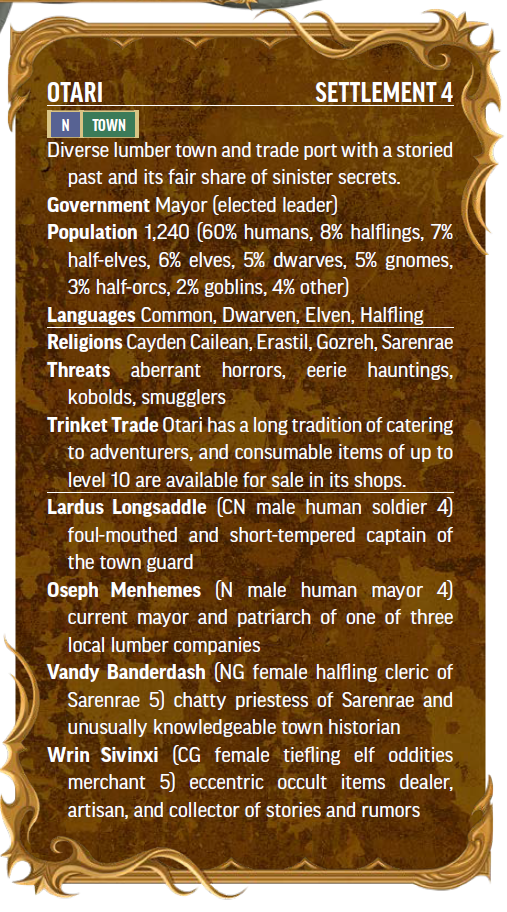 OTARI SETTLEMENT 4
N TOWN
Diverse lumber town and trade port with a storied
past and its fair share of sinister secrets.
Government Mayor (elected leader)
Population 1,240 (60% humans, 8% halflings, 7%
half-elves, 6% elves, 5% dwarves, 5% gnomes,
3% half-orcs, 2% goblins, 4% other)
Languages Common, Dwarven, Elven, Halfling
Religions Cayden Cailean, Erastil, Gozreh, Sarenrae
Threats aberrant horrors, eerie hauntings,
kobolds, smugglers
Trinket Trade Otari has a long tradition of catering
to adventurers, and consumable items of up to
level 10 are available for sale in its shops.
Lardus Longsaddle (CN male human soldier 4)
foul-mouthed and short-tempered captain of
the town guard
Oseph Menhemes (N male human mayor 4)
current mayor and patriarch of one of three
local lumber companies
Vandy Banderdash (NG female halfling cleric of
Sarenrae 5) chatty priestess of Sarenrae and
unusually knowledgeable town historian
Wrin Sivinxi (CG female tiefling elf oddities
merchant 5) eccentric occult items dealer,
artisan, and collector of stories and rumors